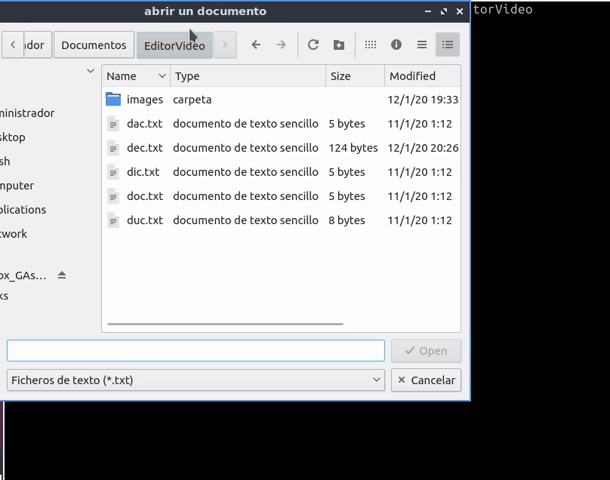 abrir un documento
torVideo
dor Documentos EditorVideo
Name Type Size Modified
images carpeta 12/1/20 19:33
dac.txt documento de texto sencillo 5 bytes 11/1/20 1:12
dec.txt documento de texto sencillo 124 bytes 12/1/20 20:26
dic.txt documento de texto sencillo 5 bytes 11/1/20 1:12
doc.txt documento de texto sencillo 5 bytes 11/1/20 1:12
duc.txt documento de texto sencillo 8 bytes 11/1/20 1:12
ministrador
sktop
sh
mputer
plications
twork
ox_GAs...
ks
Open
Ficheros de texto (*.txt)
Cancelar